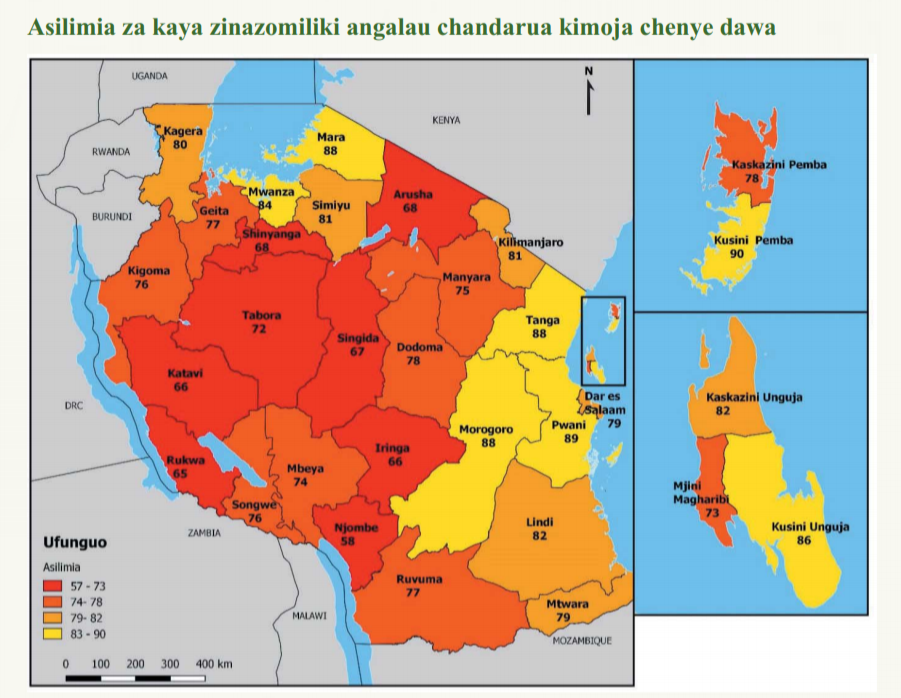 Asilimia za kaya zinazomiliki angalau chandarua kimoja chenye dawa
UGANDA
N
KENYA
RWANDA
BURUNDI
DRC
ZAMBIA
MALAWI
MOZAMBIQUE
Kagera
80
Mara
88
Mwanza
84
Simiyu
81
Geita
77
Shinyanga
68
Arusha
68
Kilimanjaro
81
Kigoma
76
Manyara
75
Tabora
72
Singida
67
Dodoma
78
Tanga
88
Katavi
66
Dar es
Salaam
79
Morogoro
88
Pwani
89
Iringa
66
Rukwa
65
Mbeya
74
Songwe
76
Njombe
58
Lindi
82
Ruvuma
77
Mtwara
79
Kaskazini Pemba
78
Kusini Pemba
90
Kaskazini Unguja
82
Mjini
Magharibi
73
Kusini Unguja
86
Ufunguo
Asilimia
57 - 73
74- 78
79- 82
83 - 90
0 100 200 300 400 km